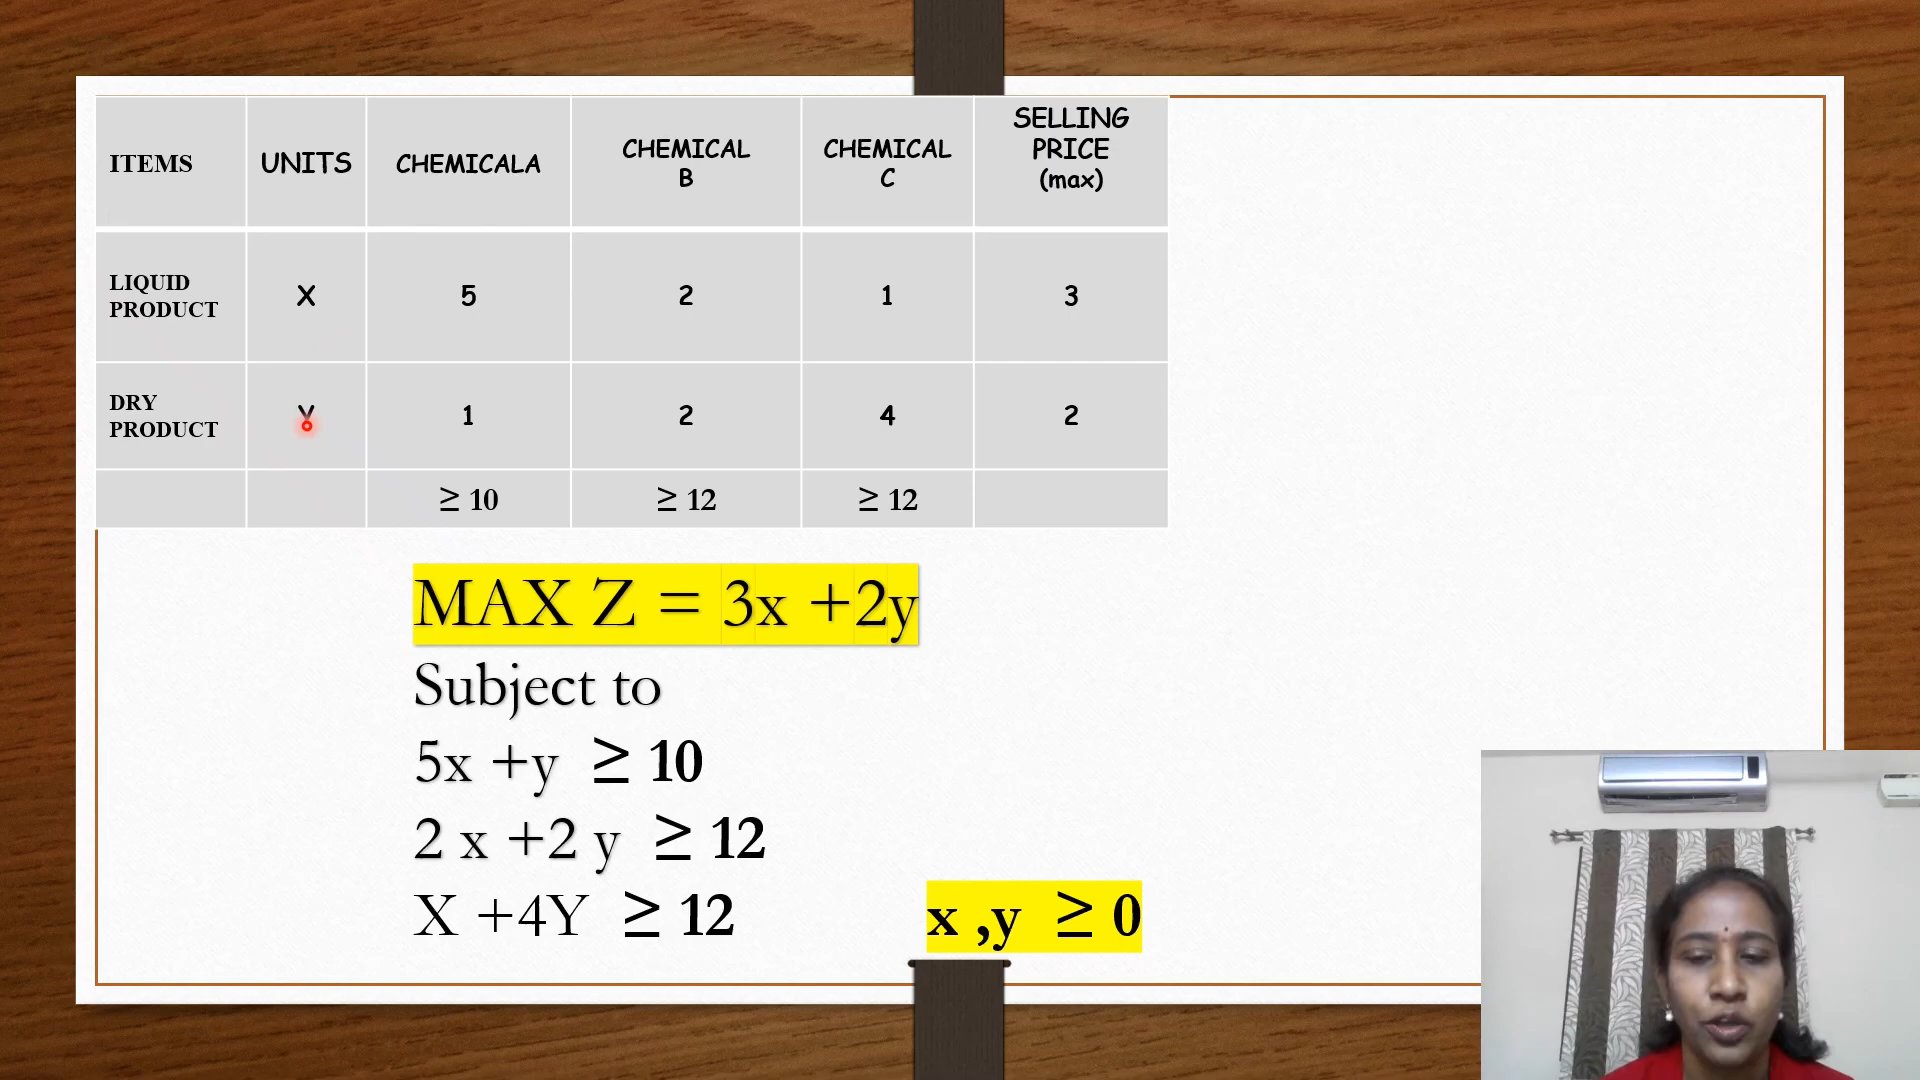 ITEMS UNITS CHEMICALA CHEMICAL B CHEMICAL C SELLING PRICE (max)
LIQUID PRODUCT X 5 2 1 3
DRY PRODUCT Y 1 2 4 2
≥ 10 ≥ 12 ≥ 12
MAX Z = 3x +2y
Subject to
5x +y ≥ 10
2 x +2 y ≥ 12
X +4Y ≥ 12 x ,y ≥ 0